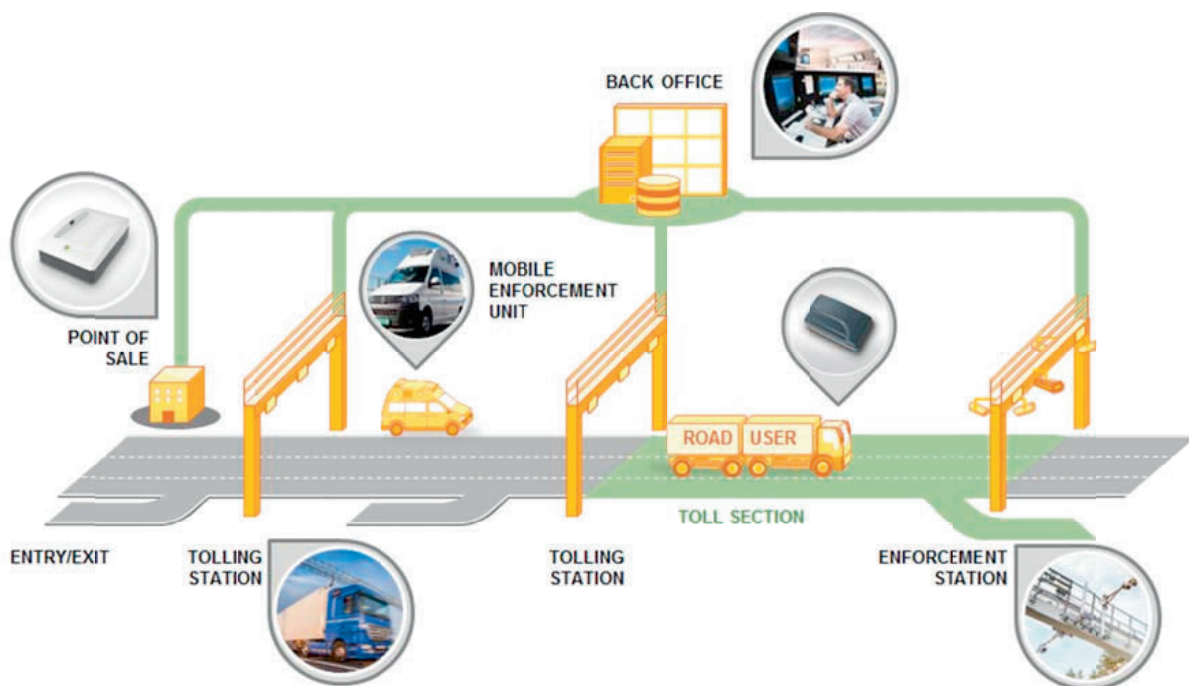 BACK OFFICE
MOBILE
ENFORCEMENT
UNIT
POINT OF
SALE
ROAD USER
TOLL SECTION
ENTRY/EXIT
TOLLING
STATION
TOLLING
STATION
ENFORCEMENT
STATION